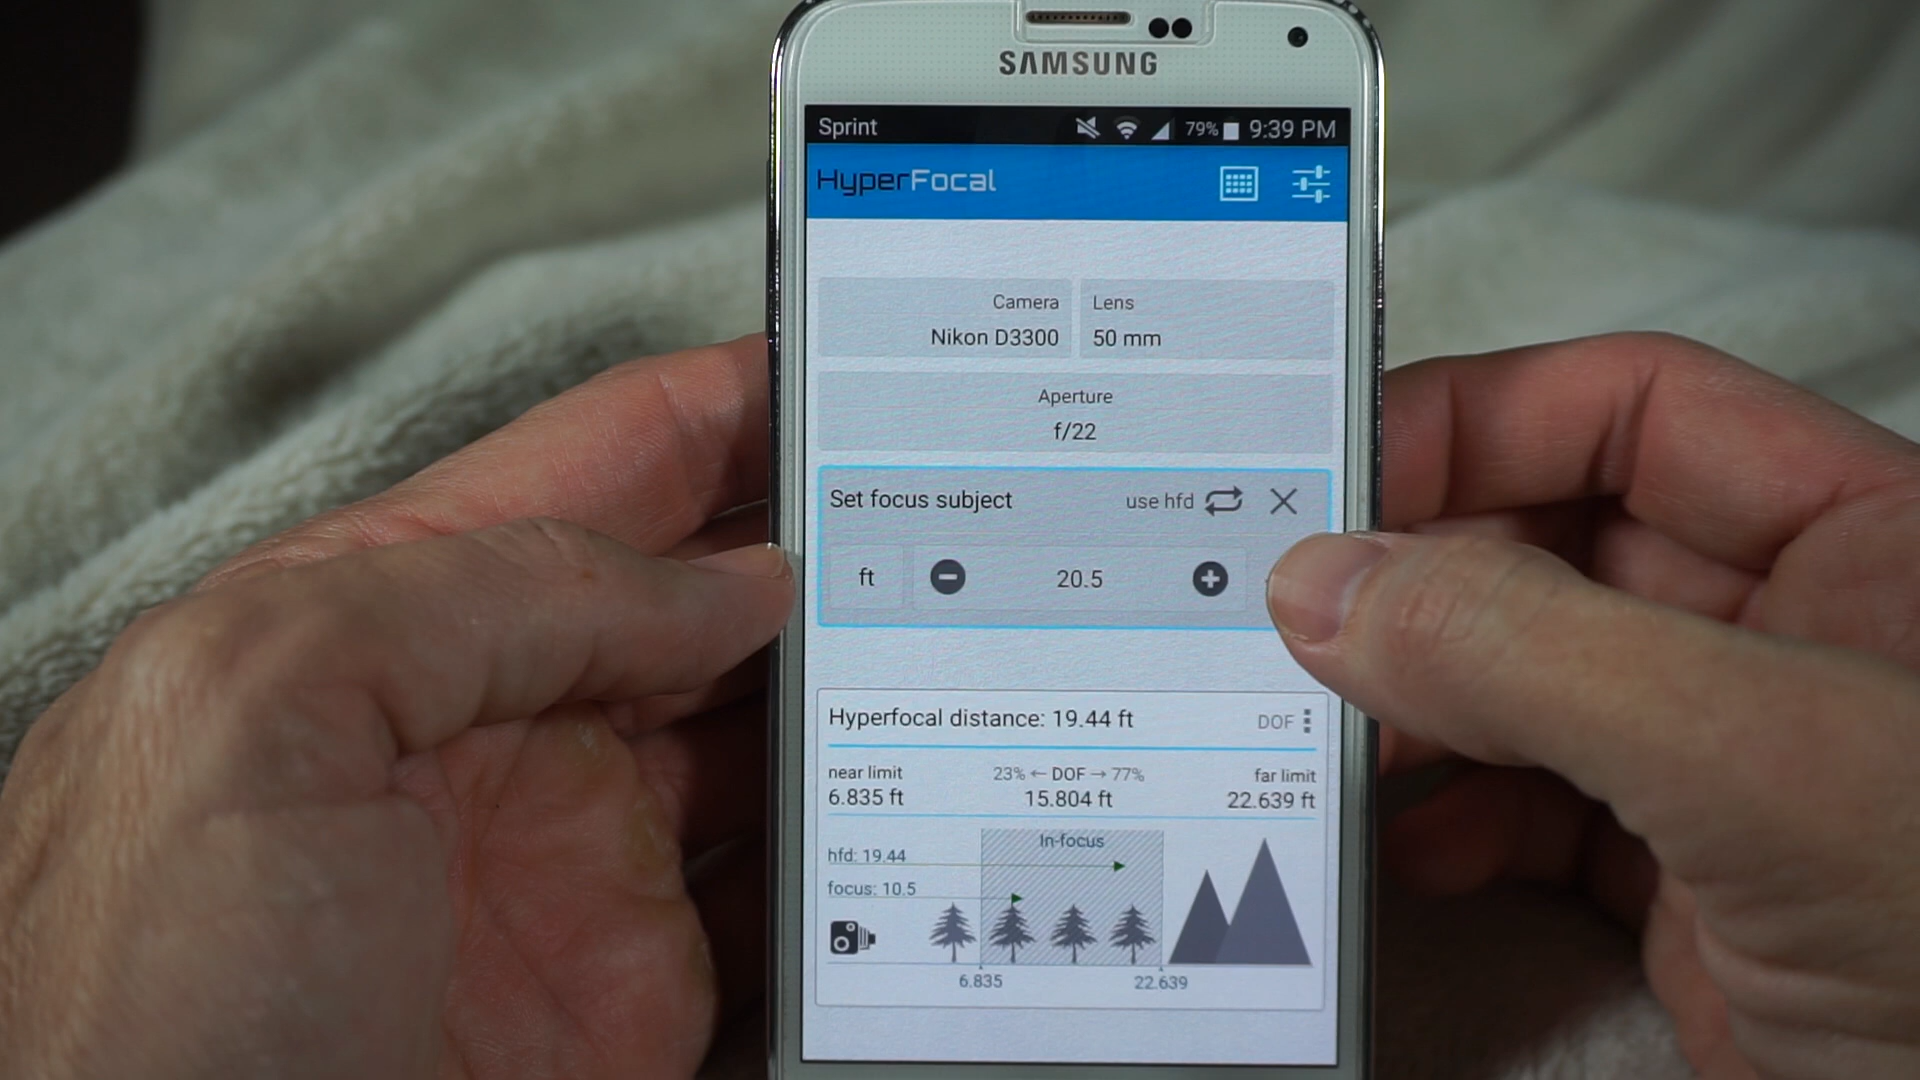 SAMSUNG
Sprint 79% 9:39 PM
HyperFocal
Camera
Nikon D3300
Lens
50 mm
Aperture
f/22
Set focus subject use hfd
ft 20.5
Hyperfocal distance: 19.44 ft DOF
near limit 23% ← DOF → 77% far limit
6.835 ft 15.804 ft 22.639 ft
In-focus
hfd: 19.44
focus: 10.5
6.835 22.639